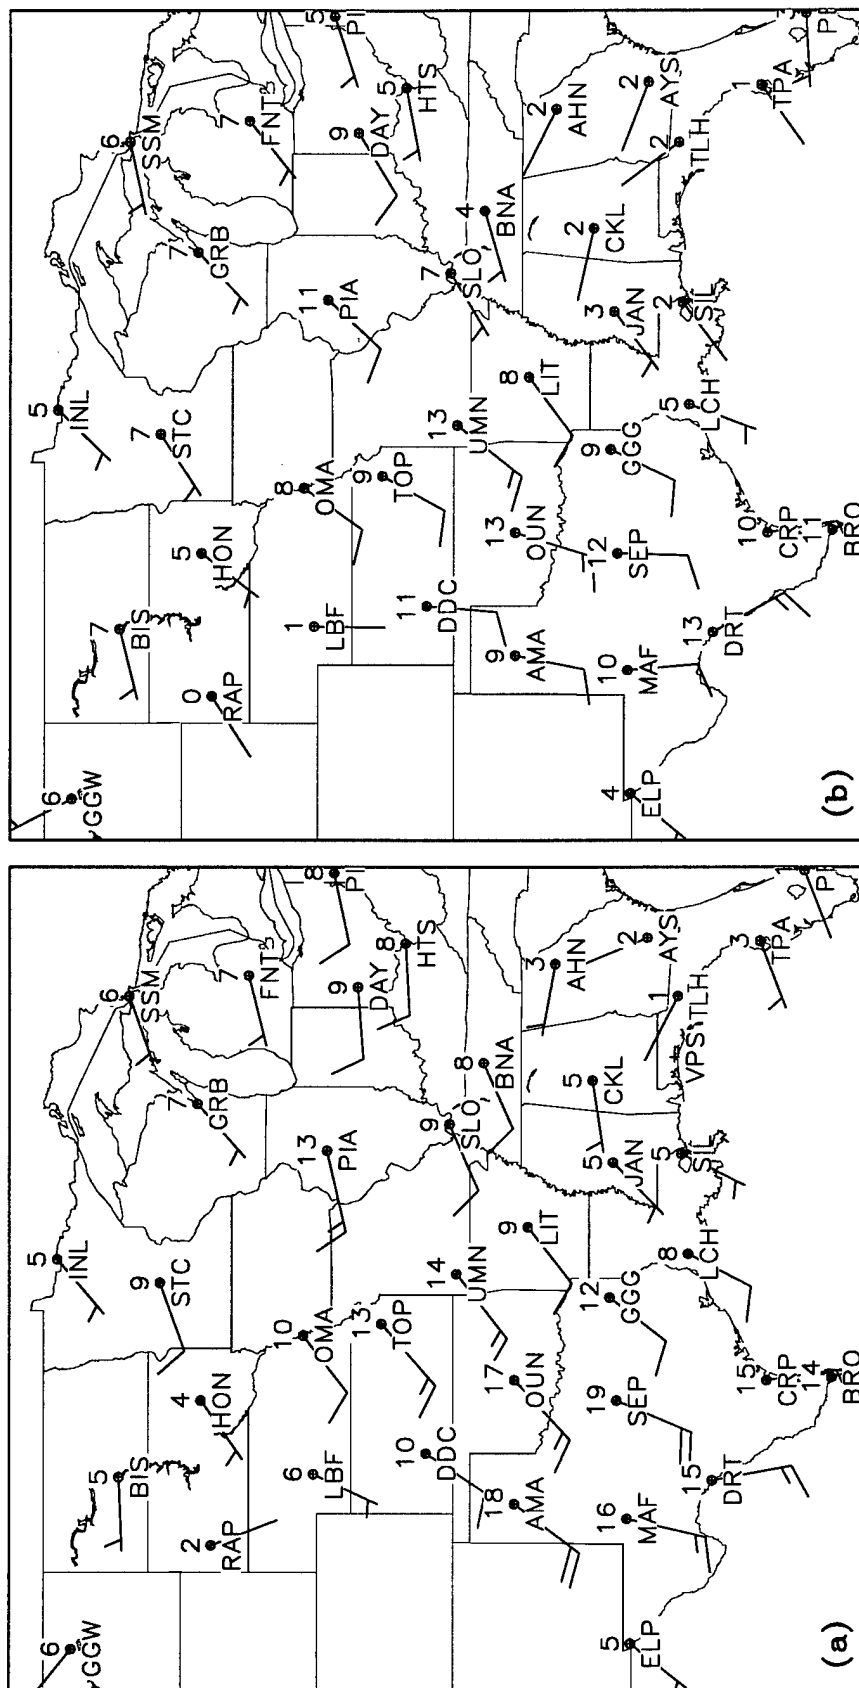 (a)
6
GGW
5
BIS
2
RAP
4
HON
5
INL
9
STC
6
SSM
7
GRB
7
FNT
6
LBF
10
OMA
13
PIA
9
DAY
8
PI
8
HTS
13
TOP
10
DDC
14
UMN
9
SLO
8
BNA
18
AMA
17
OUN
9
LIT
3
AHN
5
ELP
16
MAF
19
SEP
12
GGG
5
JAN
5
CKL
2
AYS
15
DRT
15
CRP
14
BRO
8
LCH
5
SIL
VPS
1
TLH
3
TPA
P
(b)
6
GGW
7
BIS
0
RAP
5
HON
5
INL
7
STC
6
SSM
7
GRB
7
FNT
1
LBF
8
OMA
11
PIA
9
DAY
5
PI
5
HTS
9
TOP
11
DDC
13
UMN
7
SLO
4
BNA
9
AMA
13
OUN
8
LIT
2
AHN
4
ELP
10
MAF
12
SEP
9
GGG
3
JAN
2
CKL
2
AYS
13
DRT
10
CRP
11
BRO
5
LCH
2
SIL
2
TLH
1
TPA